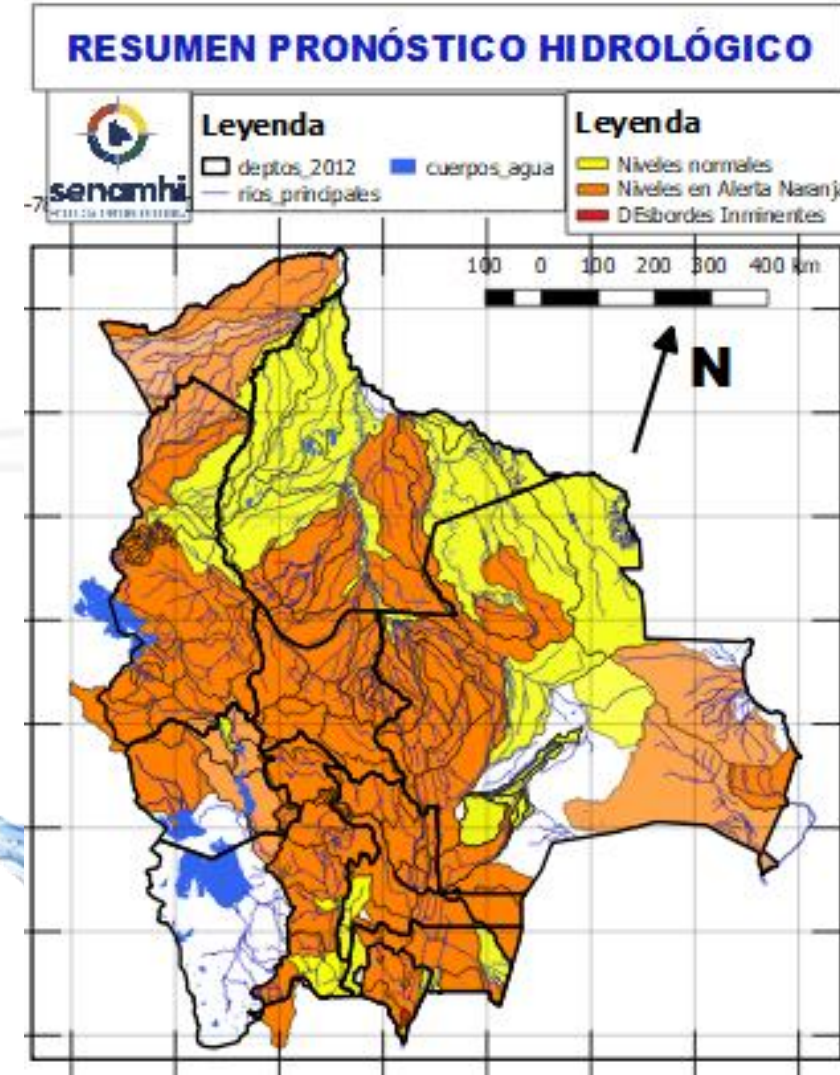 RESUMEN PRONÓSTICO HIDROLÓGICO
senamhi
Leyenda
deptos_2012
cuerpos_agua
rios_principales
Leyenda
Niveles normales
Niveles en Alerta Naranja
DEsbordes Inminentes
100 0 100 200 300 400 km
N